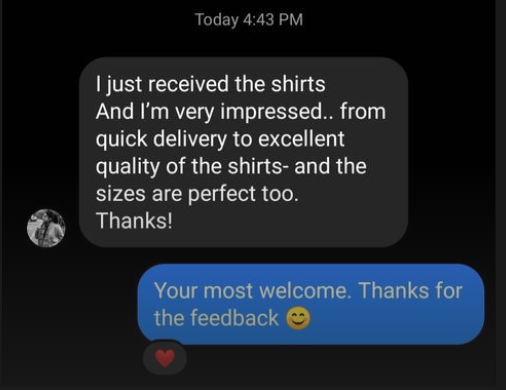 Today 4:43 PM
I just received the shirts
And I’m very impressed.. from
quick delivery to excellent
quality of the shirts- and the
sizes are perfect too.
Thanks!
Your most welcome. Thanks for
the feedback 😊